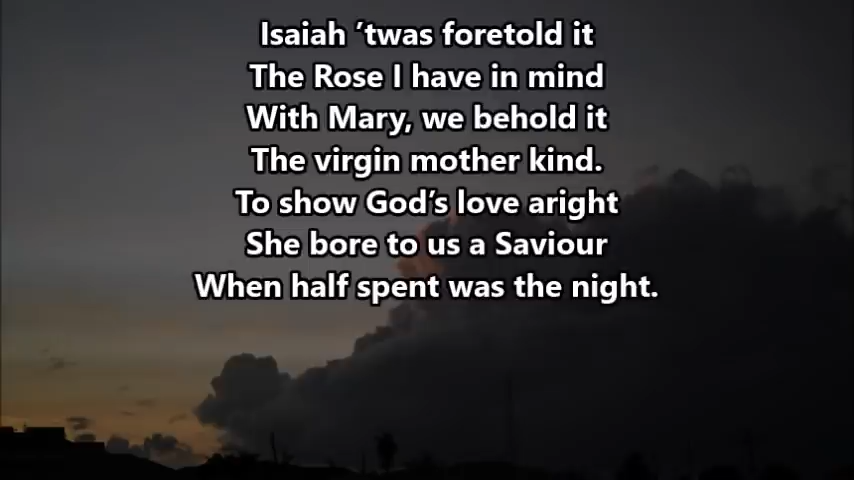 Isaiah ’twas foretold it
The Rose I have in mind
With Mary, we behold it
The virgin mother kind.
To show God’s love aright
She bore to us a Saviour
When half spent was the night.